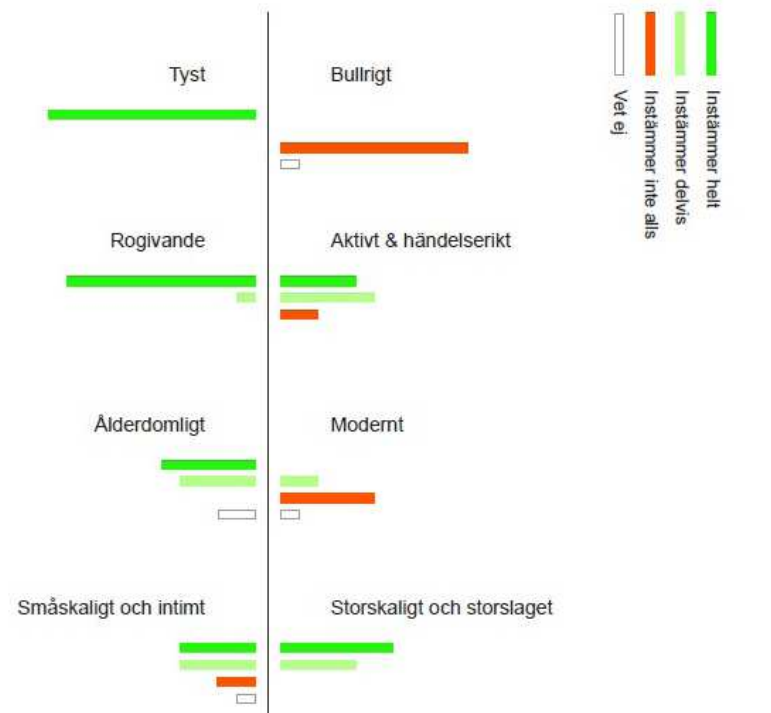 Tyst
Bullrigt
Rogivande
Aktivt & händelserikt
Ålderdomligt
Modernt
Småskaligt och intimt
Storskaligt och storslaget
Instämmer helt
Instämmer delvis
Instämmer inte alls
Vet ej